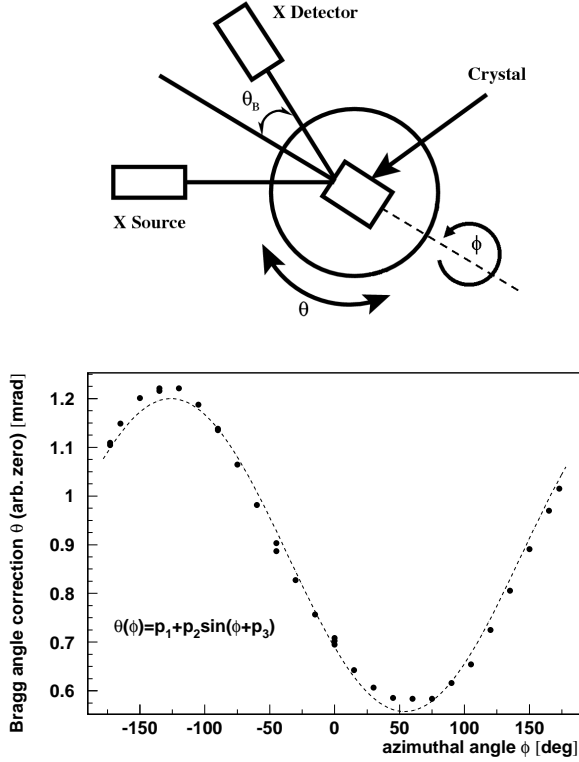 X Detector
θB
Crystal
X Source
φ
θ
Bragg angle correction θ (arb. zero) [mrad]
1.2
1.1
1
0.9
0.8
0.7
0.6
θ(φ)=p1+p2sin(φ+p3)
-150 -100 -50 0 50 100 150
azimuthal angle φ [deg]